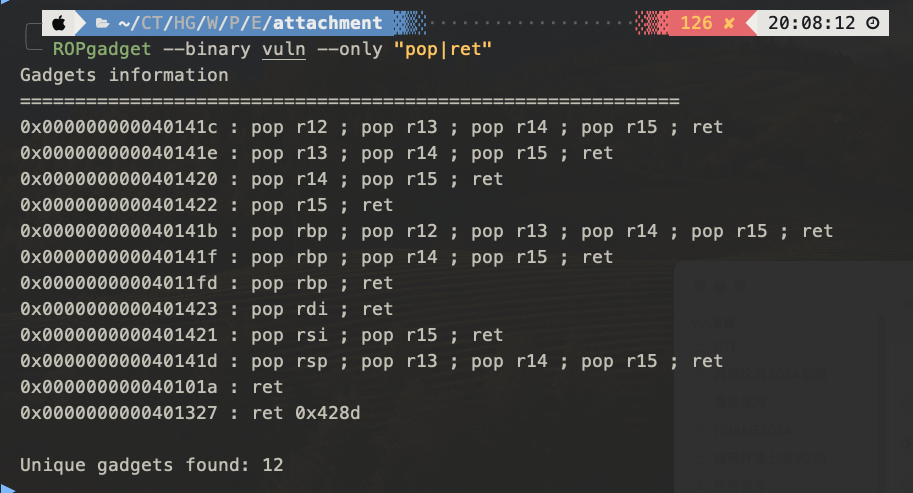 ~/CT/HG/W/P/E/attachment 126 ✘ 20:08:12
ROPgadget --binary vuln --only "pop|ret"
Gadgets information
============================================================
0x000000000040141c : pop r12 ; pop r13 ; pop r14 ; pop r15 ; ret
0x000000000040141e : pop r13 ; pop r14 ; pop r15 ; ret
0x0000000000401420 : pop r14 ; pop r15 ; ret
0x0000000000401422 : pop r15 ; ret
0x000000000040141b : pop rbp ; pop r12 ; pop r13 ; pop r14 ; pop r15 ; ret
0x000000000040141f : pop rbp ; pop r14 ; pop r15 ; ret
0x00000000004011fd : pop rbp ; ret
0x0000000000401423 : pop rdi ; ret
0x0000000000401421 : pop rsi ; pop r15 ; ret
0x000000000040141d : pop rsp ; pop r13 ; pop r14 ; pop r15 ; ret
0x000000000040101a : ret
0x0000000000401327 : ret 0x428d
Unique gadgets found: 12